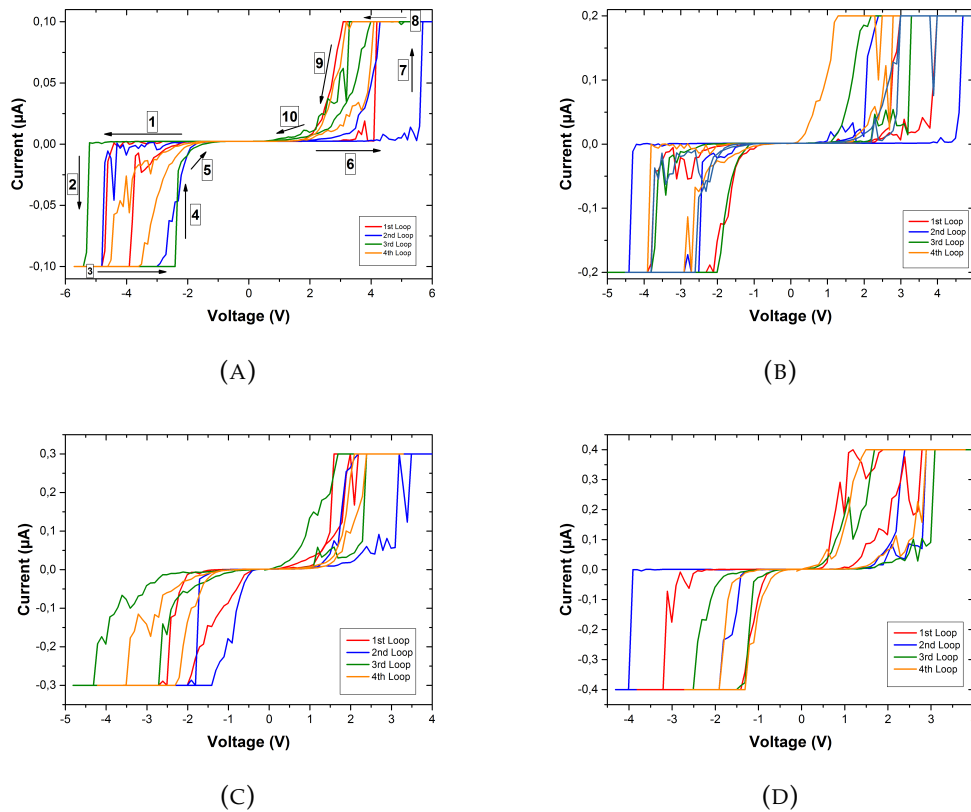 0,10
0,05
0,00
-0,05
-0,10
Current (µA)
-6 -5 -4 -3 -2 -1 0 1 2 3 4 5 6
Voltage (V)
1
2
3
4
5
6
7
8
9
10
1st Loop
2nd Loop
3rd Loop
4th Loop
(A)
0,2
0,1
0,0
-0,1
-0,2
Current (µA)
-5 -4 -3 -2 -1 0 1 2 3 4
Voltage (V)
1st Loop
2nd Loop
3rd Loop
4th Loop
(B)
0,3
0,2
0,1
0,0
-0,1
-0,2
-0,3
Current (µA)
-5 -4 -3 -2 -1 0 1 2 3 4
Voltage (V)
1st Loop
2nd Loop
3rd Loop
4th Loop
(C)
0,4
0,3
0,2
0,1
0,0
-0,1
-0,2
-0,3
-0,4
Current (µA)
-4 -3 -2 -1 0 1 2 3
Voltage (V)
1st Loop
2nd Loop
3rd Loop
4th Loop
(D)